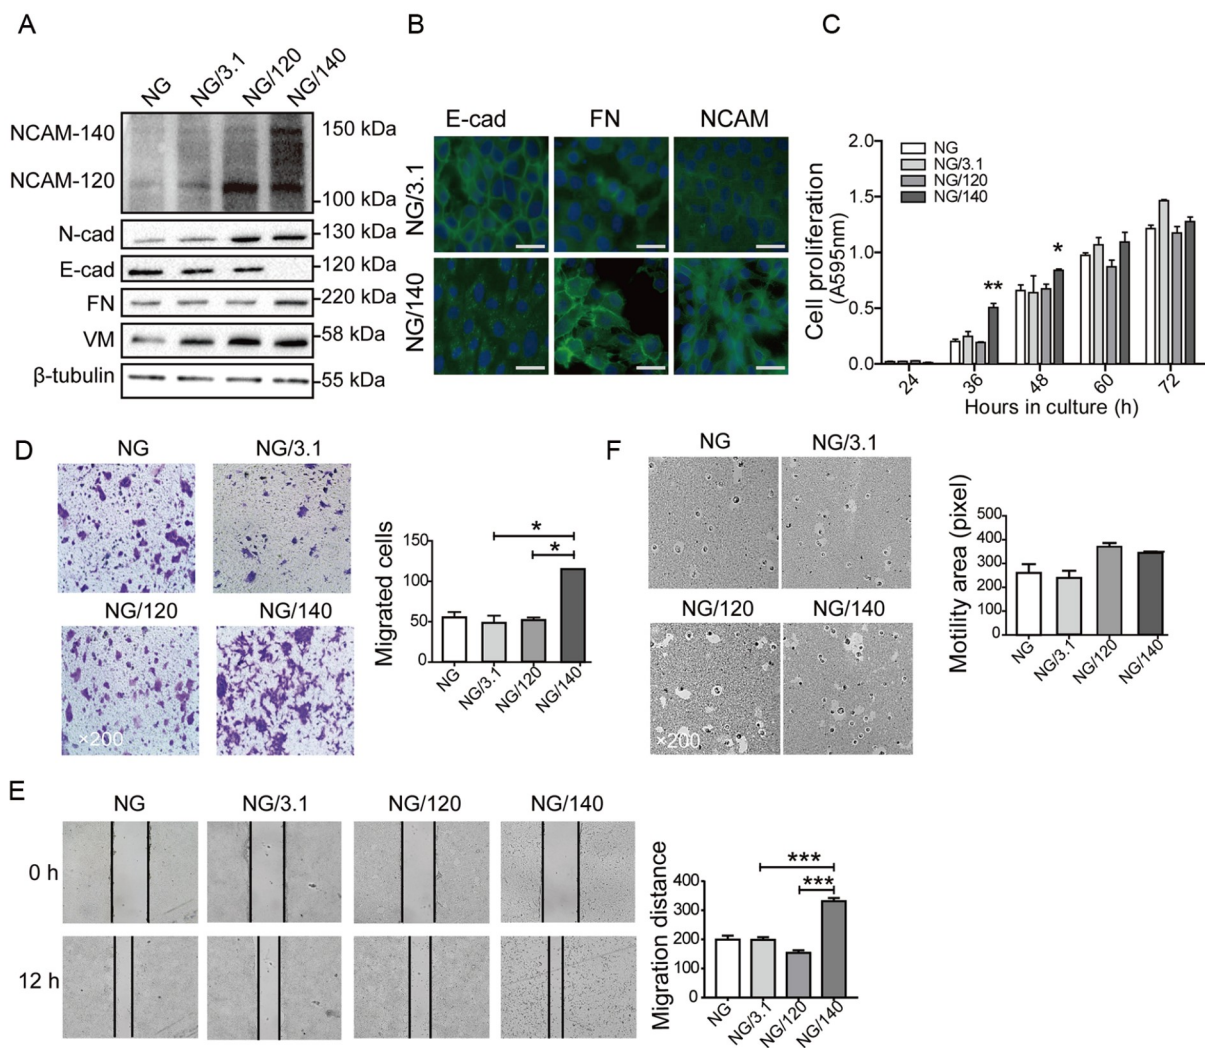 A
NG
NG/3.1
NG/120
NG/140
NCAM-140
150 kDa
NCAM-120
100 kDa
N-cad
130 kDa
E-cad
120 kDa
FN
220 kDa
VM
58 kDa
β-tubulin
55 kDa
B
E-cad FN NCAM
NG/3.1
NG/140
C
Cell proliferation
(A595nm)
2.0
1.5
1.0
0.5
0.0
NG
NG/3.1
NG/120
NG/140
**
*
24 36 48 60 72
Hours in culture (h)
D
NG NG/3.1
NG/120 NG/140
×200
Migrated cells
150
100
50
0
*
*
NG NG/3.1 NG/120 NG/140
F
NG NG/3.1
NG/120 NG/140
×200
Motility area (pixel)
500
400
300
200
100
0
NG NG/3.1 NG/120 NG/140
E
NG NG/3.1 NG/120 NG/140
0 h
12 h
Migration distance
400
300
200
100
0
***
***
NG NG/3.1 NG/120 NG/140